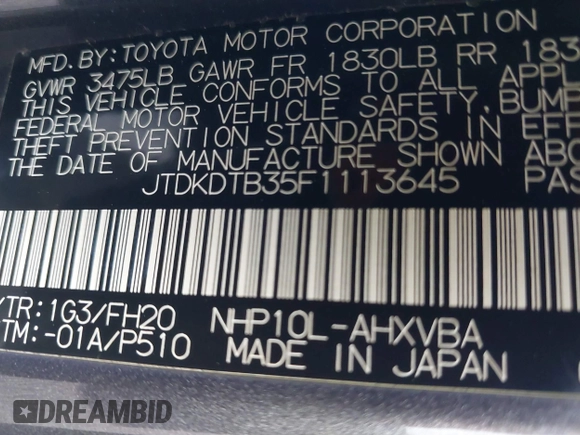 MFD. BY: TOYOTA MOTOR CORPORATION
GVWR 3475LB GAWR FR 1830LB RR 183
THIS VEHICLE CONFORMS TO ALL APPL
FEDERAL MOTOR VEHICLE SAFETY, BUMP
THEFT PREVENTION STANDARDS IN EFF
THE DATE OF MANUFACTURE SHOWN ABO
JTDKDTB35F1113645 PAS
/TR: 1G3/FH20 NHP10L-AHXVBA
TM: -01A/P510 MADE IN JAPAN
DREAMBID